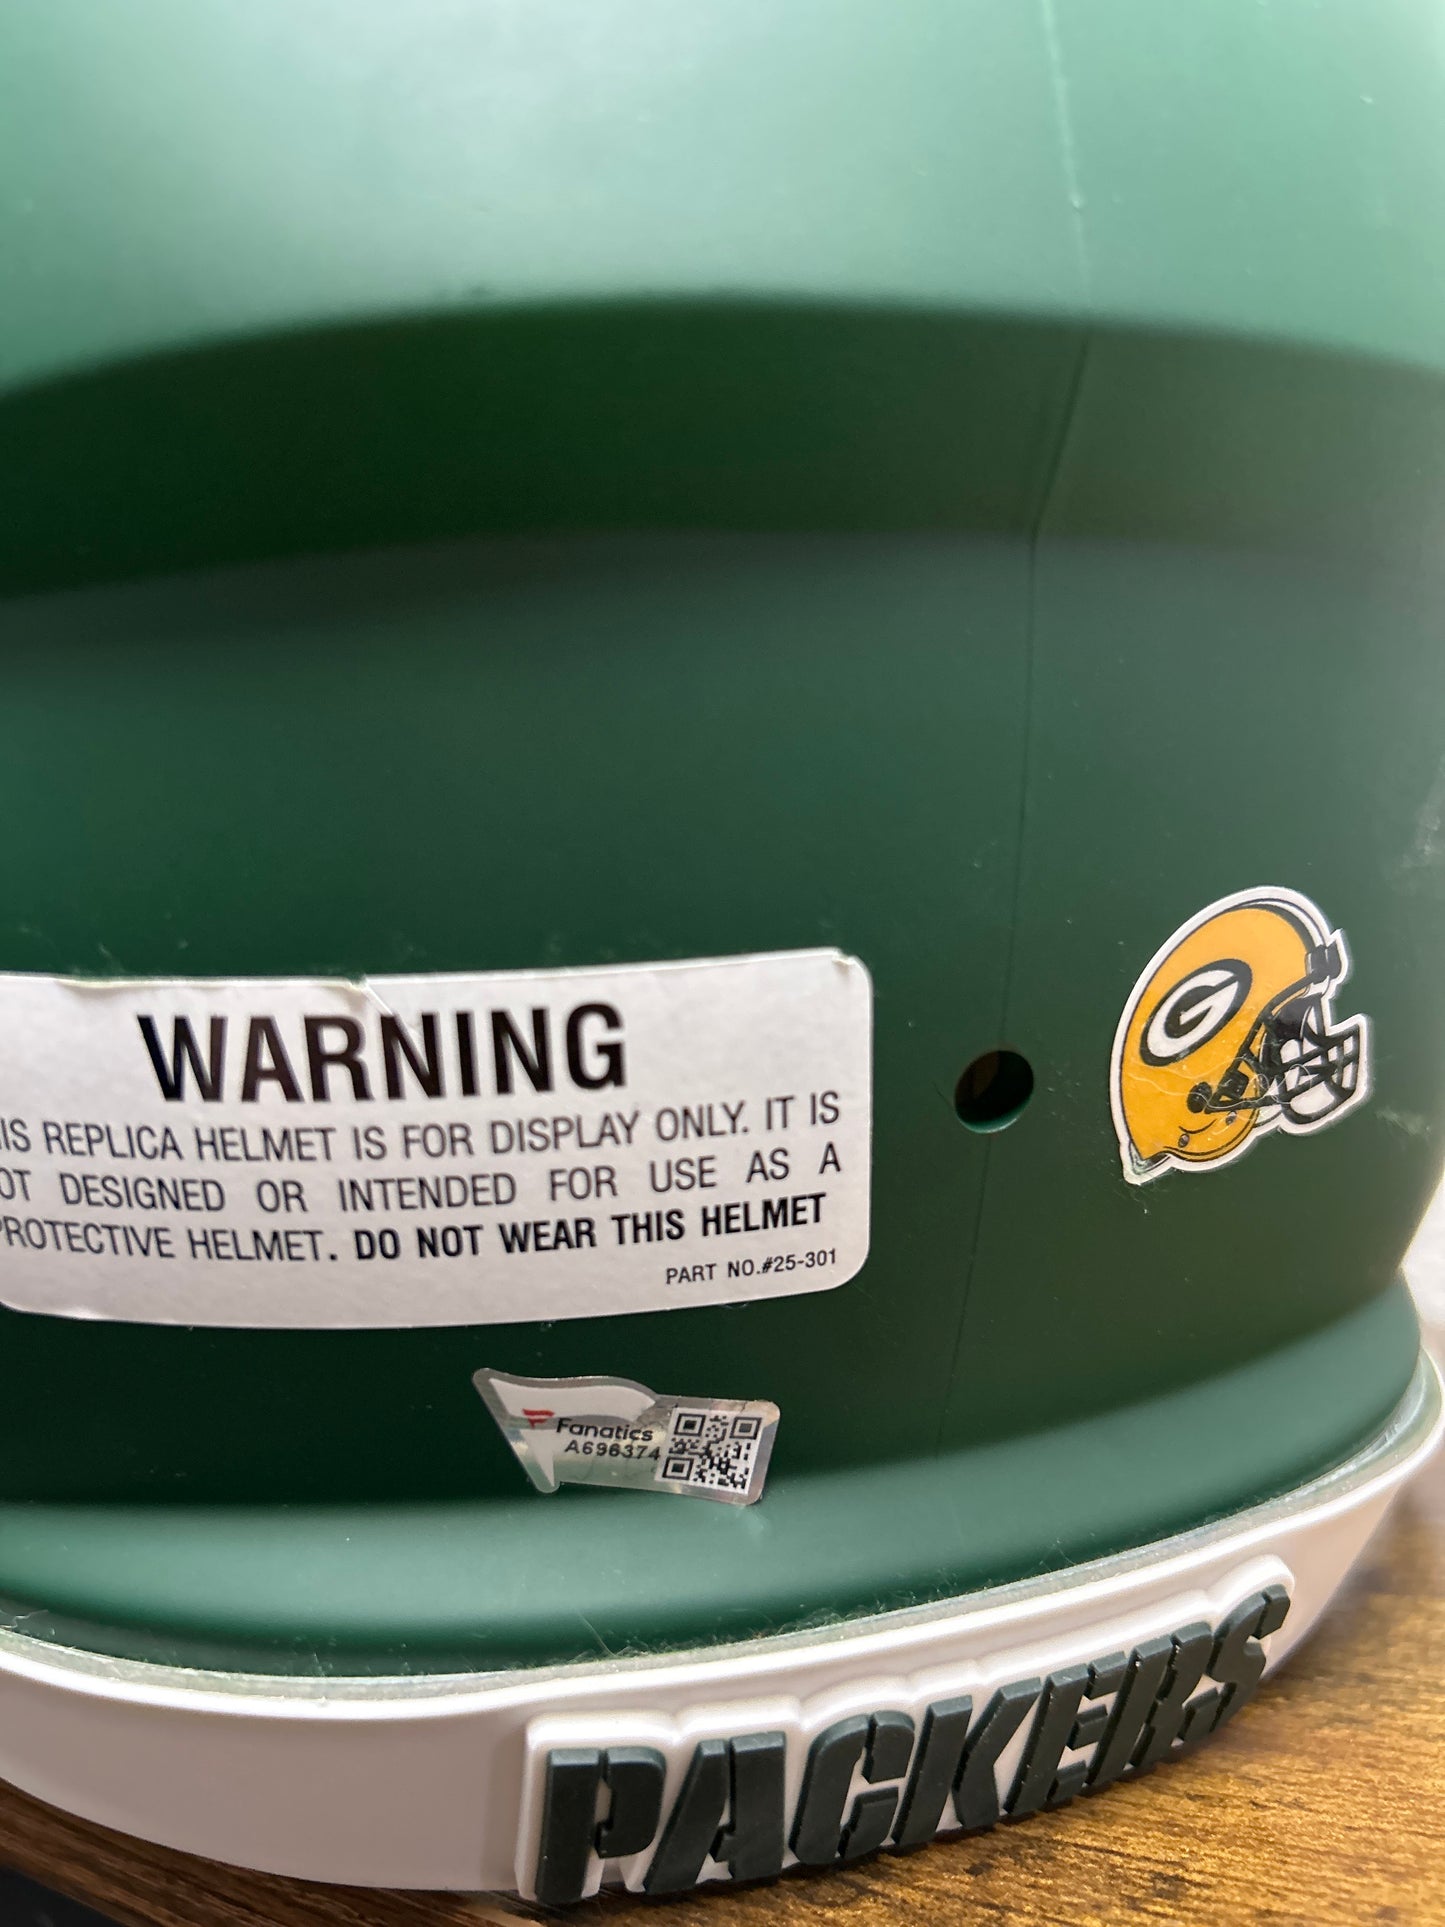 WARNING
IS REPLICA HELMET IS FOR DISPLAY ONLY. IT IS
OT DESIGNED OR INTENDED FOR USE AS A
PROTECTIVE HELMET. DO NOT WEAR THIS HELMET
PART NO.#25-301
G
Fanatics
A696374
PACKERS